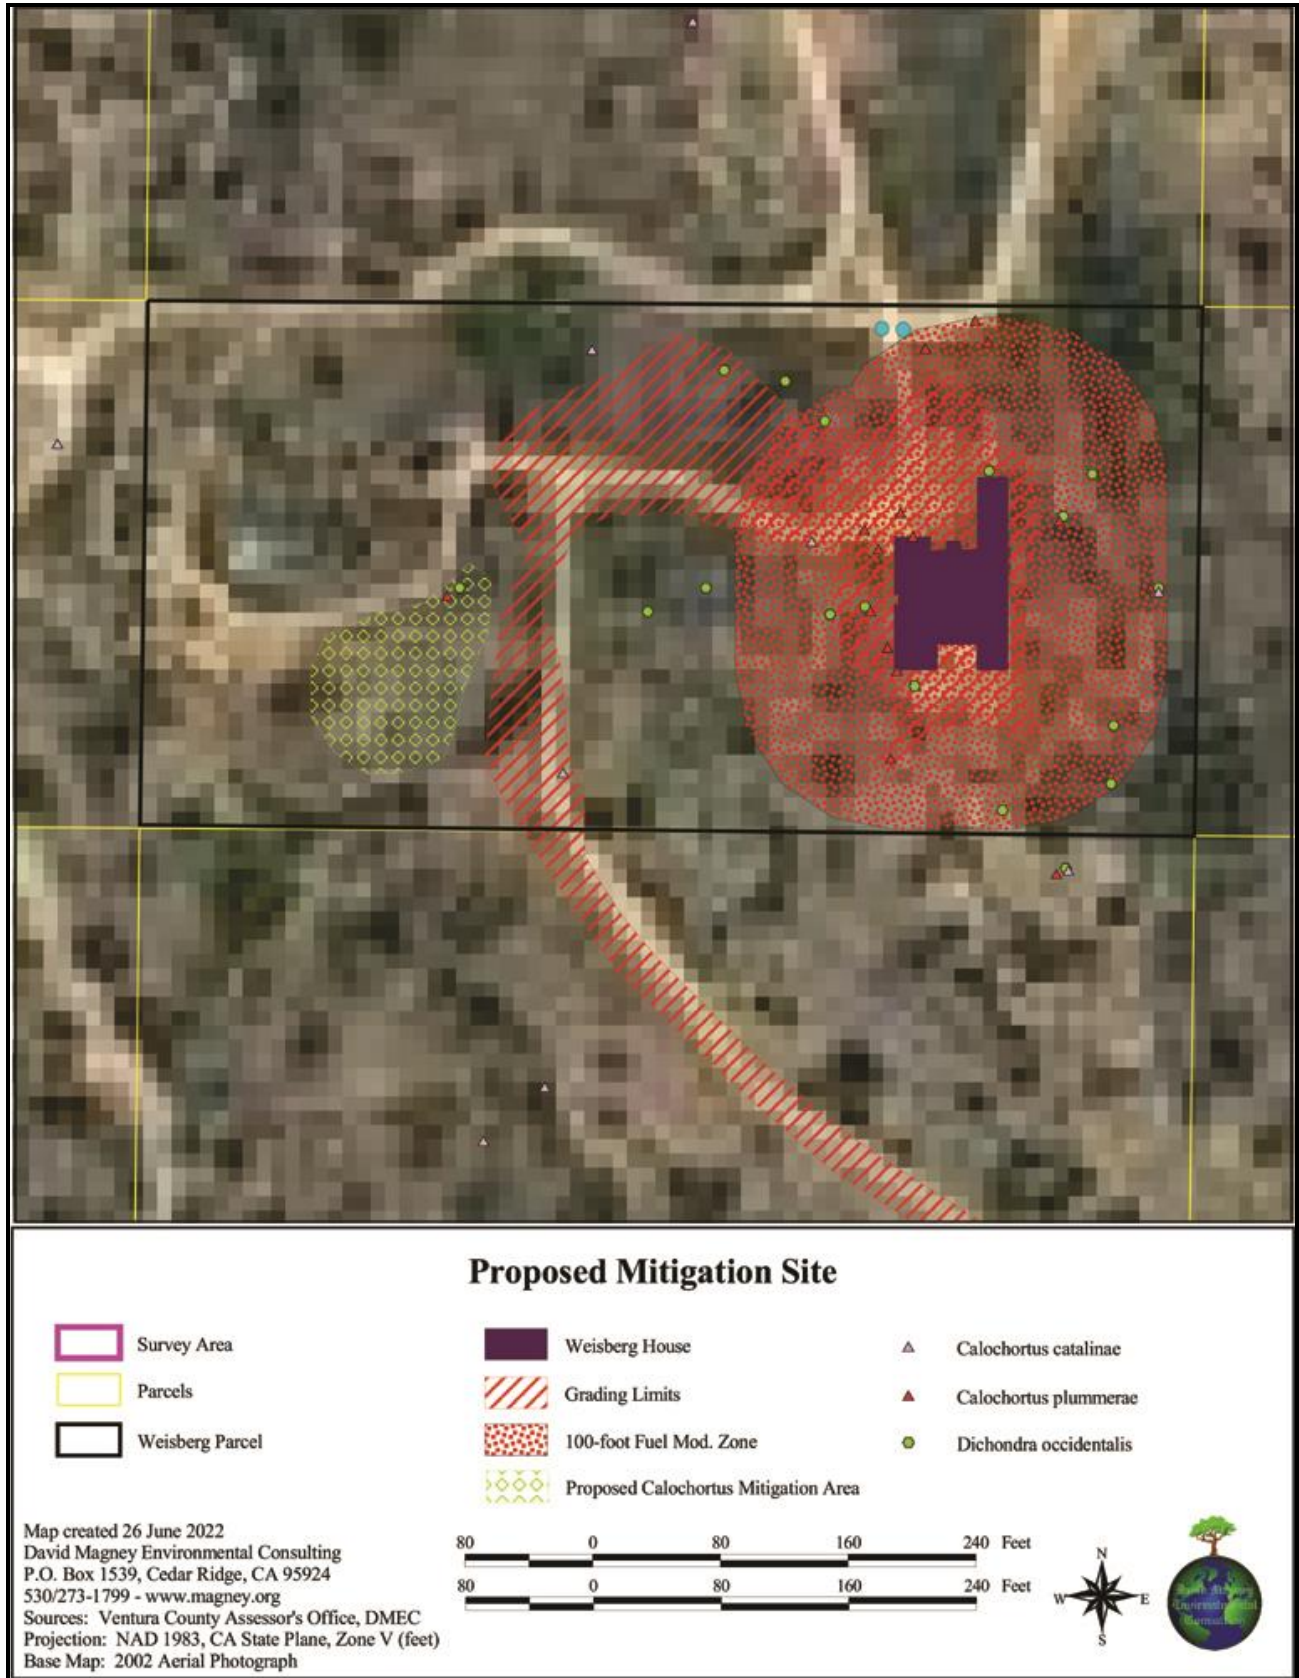 Proposed Mitigation Site
Survey Area
Parcels
Weisberg Parcel
Weisberg House
Grading Limits
100-foot Fuel Mod. Zone
Proposed Calochortus Mitigation Area
Calochortus catalinae
Calochortus plummerae
Dichondra occidentalis
Map created 26 June 2022
David Magney Environmental Consulting
P.O. Box 1539, Cedar Ridge, CA 95924
530/273-1799 - www.magney.org
Sources: Ventura County Assessor's Office, DMEC
Projection: NAD 1983, CA State Plane, Zone V (feet)
Base Map: 2002 Aerial Photograph
80 0 80 160 240 Feet
80 0 80 160 240 Feet
N
W E
S
David Magney
Environmental
Consulting